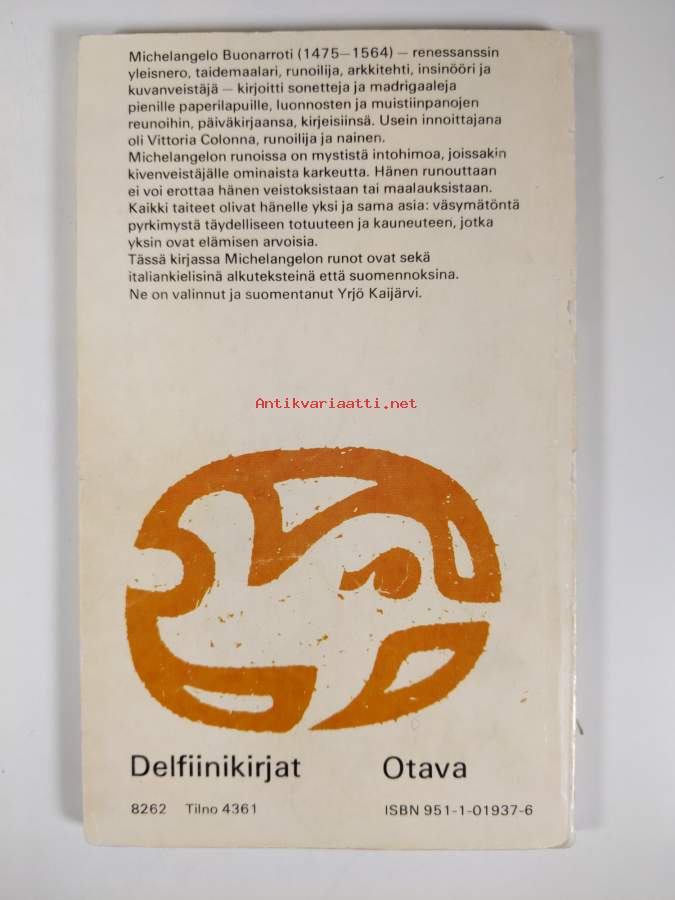 Michelangelo Buonarroti (1475–1564) – renessanssin
yleisnero, taidemaalari, runoilija, arkkitehti, insinööri ja
kuvanveistäjä – kirjoitti sonetteja ja madrigaaleja
pienille paperilapuille, luonnosten ja muistiinpanojen
reunoihin, päiväkirjaansa, kirjeisiinsä. Usein innoittajana
oli Vittoria Colonna, runoilija ja nainen.
Michelangelon runoissa on mystistä intohimoa, joissakin
kivenveistäjälle ominaista karkeutta. Hänen runouttaan
ei voi erottaa hänen veistoksistaan tai maalauksistaan.
Kaikki taiteet olivat hänelle yksi ja sama asia: väsymätöntä
pyrkimystä täydelliseen totuuteen ja kauneuteen, jotka
yksin ovat elämisen arvoisia.
Tässä kirjassa Michelangelon runot ovat sekä
italiankielisinä alkuteksteinä että suomennoksina.
Ne on valinnut ja suomentanut Yrjö Kaijärvi.
Antikvariaatti.net
Delfiinikirjat Otava
8262 Tilno 4361 ISBN 951-1-01937-6